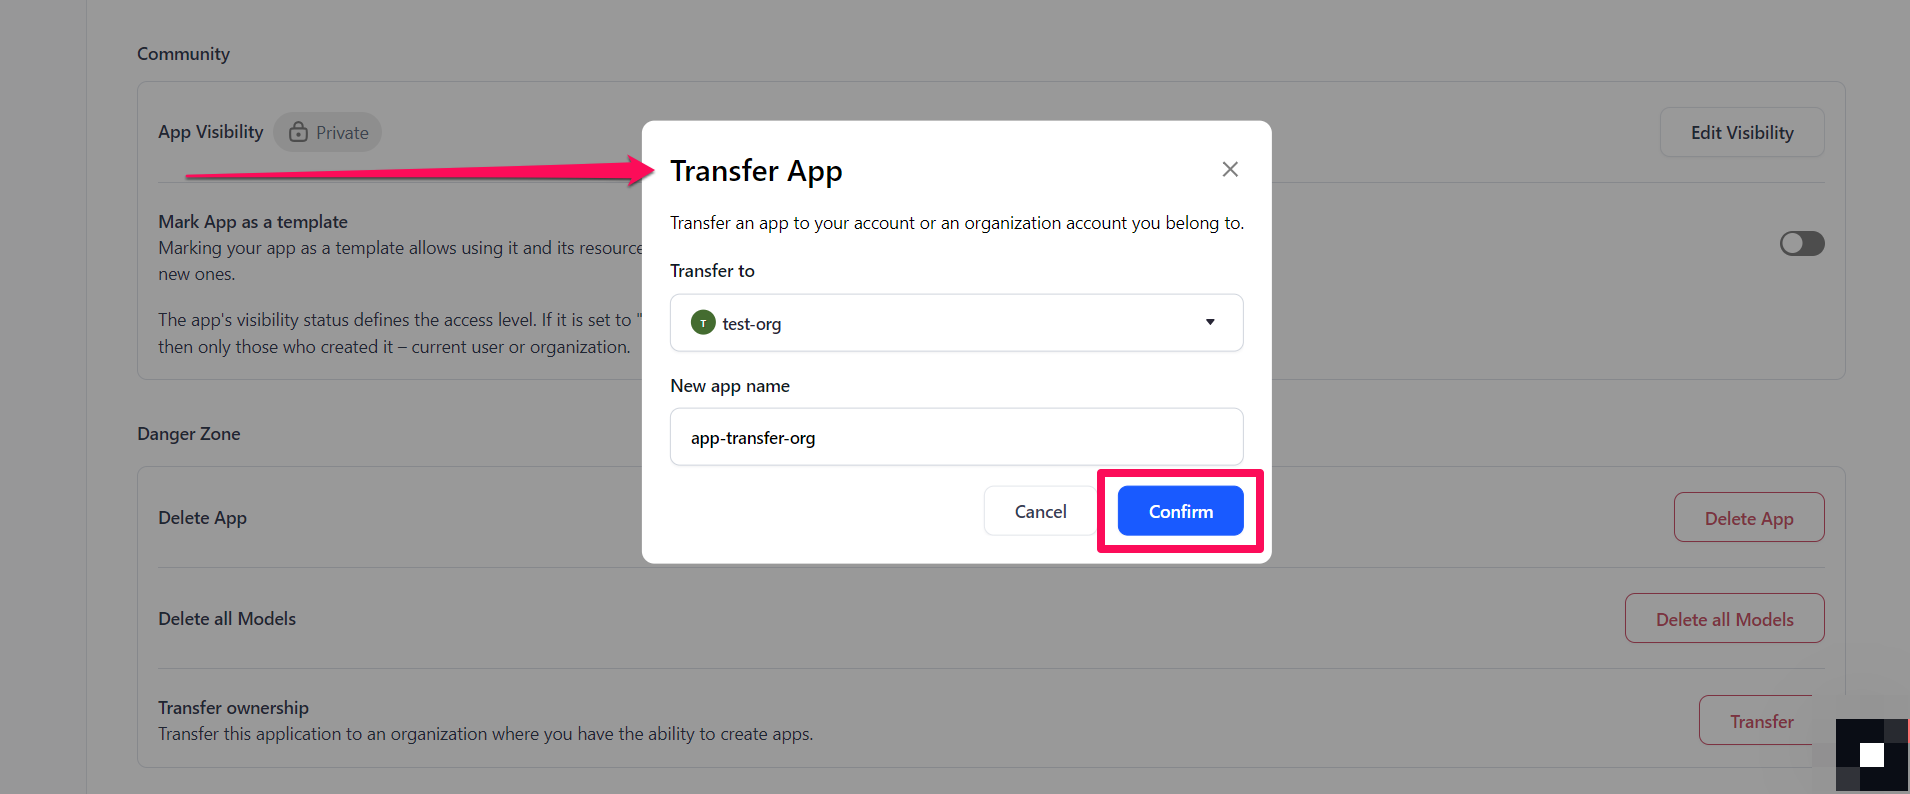 Community
App Visibility Private
Edit Visibility
Mark App as a template
Marking your app as a template allows using it and its resource
new ones.
The app's visibility status defines the access level. If it is set to "
then only those who created it – current user or organization.
Transfer App
Transfer an app to your account or an organization account you belong to.
Transfer to
T test-org
New app name
app-transfer-org
Cancel Confirm
Danger Zone
Delete App Delete App
Delete all Models Delete all Models
Transfer ownership
Transfer this application to an organization where you have the ability to create apps.
Transfer